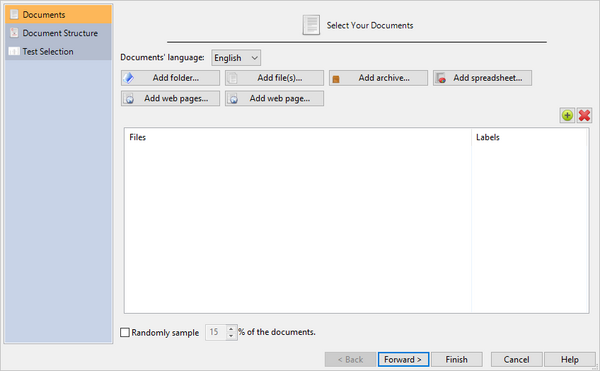 Documents
Document Structure
Test Selection
Select Your Documents
Documents' language: English
Add folder... Add file(s)... Add archive... Add spreadsheet...
Add web pages... Add web page...
Files Labels
Randomly sample 15 % of the documents.
< Back Forward > Finish Cancel Help